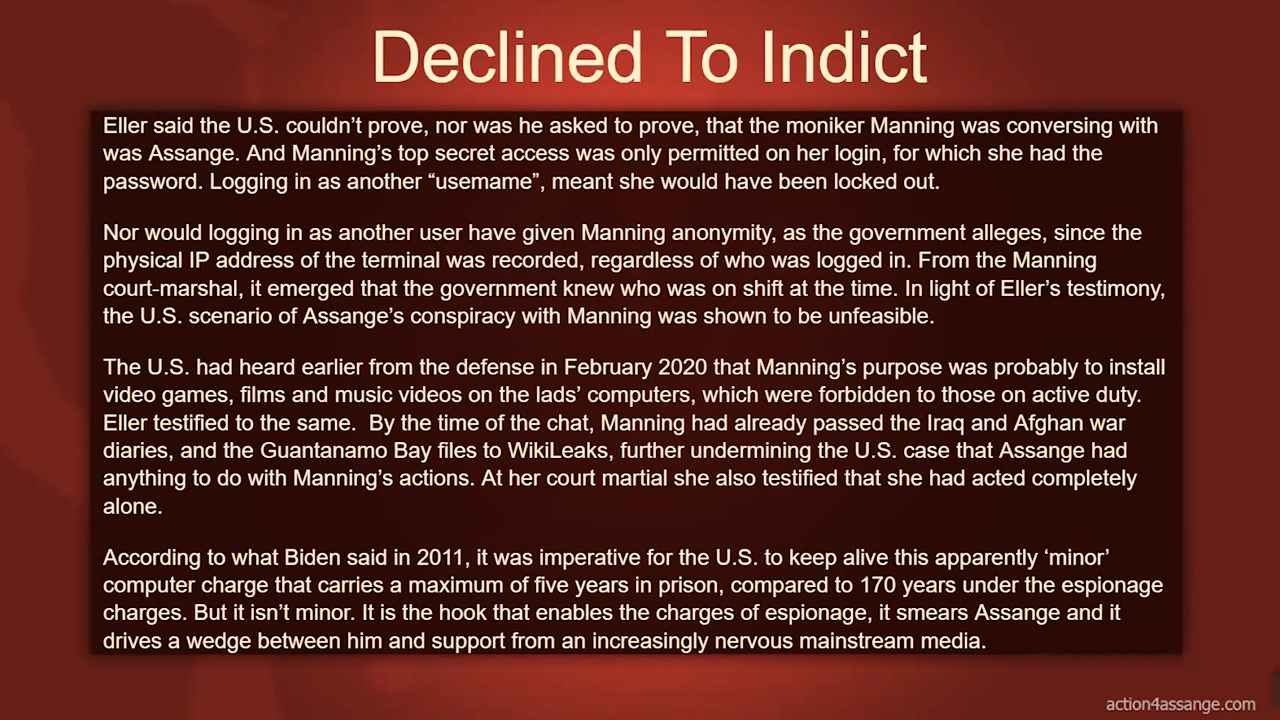 Declined To Indict
Eller said the U.S. couldn’t prove, nor was he asked to prove, that the moniker Manning was conversing with
was Assange. And Manning’s top secret access was only permitted on her login, for which she had the
password. Logging in as another “username”, meant she would have been locked out.
Nor would logging in as another user have given Manning anonymity, as the government alleges, since the
physical IP address of the terminal was recorded, regardless of who was logged in. From the Manning
court-marshal, it emerged that the government knew who was on shift at the time. In light of Eller’s testimony,
the U.S. scenario of Assange’s conspiracy with Manning was shown to be unfeasible.
The U.S. had heard earlier from the defense in February 2020 that Manning’s purpose was probably to install
video games, films and music videos on the lads’ computers, which were forbidden to those on active duty.
Eller testified to the same.  By the time of the chat, Manning had already passed the Iraq and Afghan war
diaries, and the Guantanamo Bay files to WikiLeaks, further undermining the U.S. case that Assange had
anything to do with Manning’s actions. At her court martial she also testified that she had acted completely
alone.
According to what Biden said in 2011, it was imperative for the U.S. to keep alive this apparently ‘minor’
computer charge that carries a maximum of five years in prison, compared to 170 years under the espionage
charges. But it isn’t minor. It is the hook that enables the charges of espionage, it smears Assange and it
drives a wedge between him and support from an increasingly nervous mainstream media.
action4assange.com